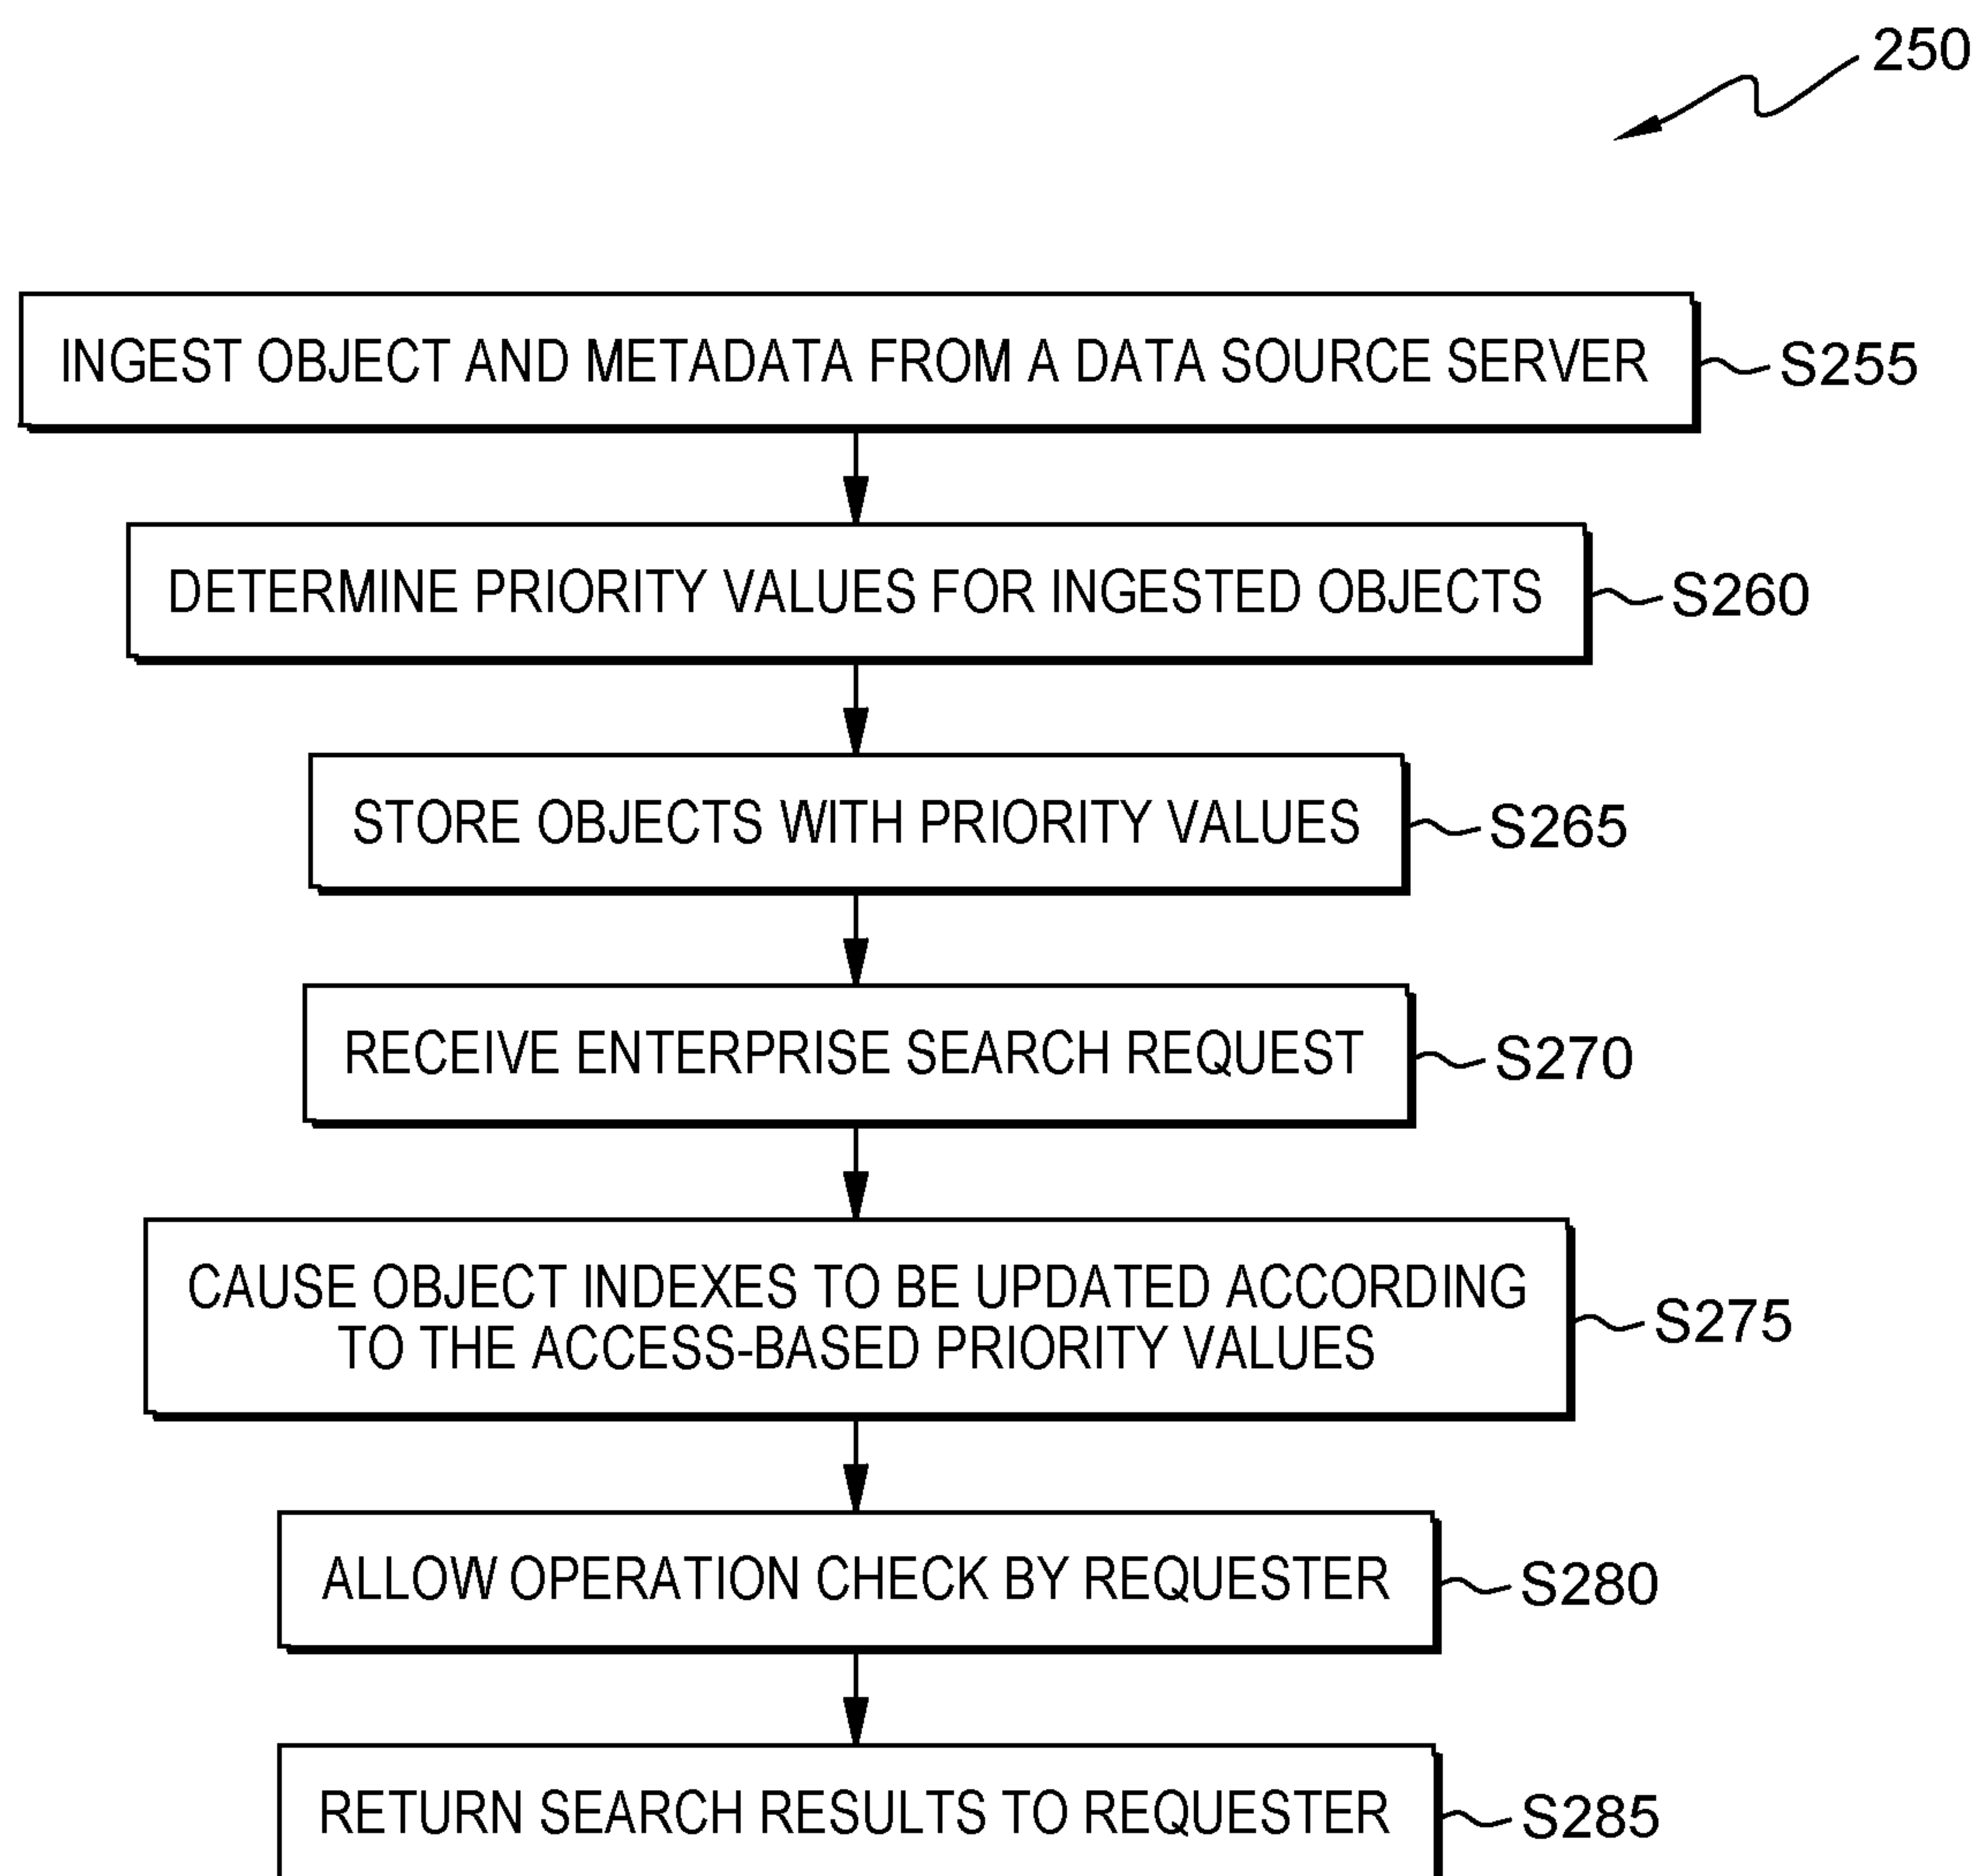 250
INGEST OBJECT AND METADATA FROM A DATA SOURCE SERVER
S255
DETERMINE PRIORITY VALUES FOR INGESTED OBJECTS
S260
STORE OBJECTS WITH PRIORITY VALUES
S265
RECEIVE ENTERPRISE SEARCH REQUEST
S270
CAUSE OBJECT INDEXES TO BE UPDATED ACCORDING
TO THE ACCESS-BASED PRIORITY VALUES
S275
ALLOW OPERATION CHECK BY REQUESTER
S280
RETURN SEARCH RESULTS TO REQUESTER
S285